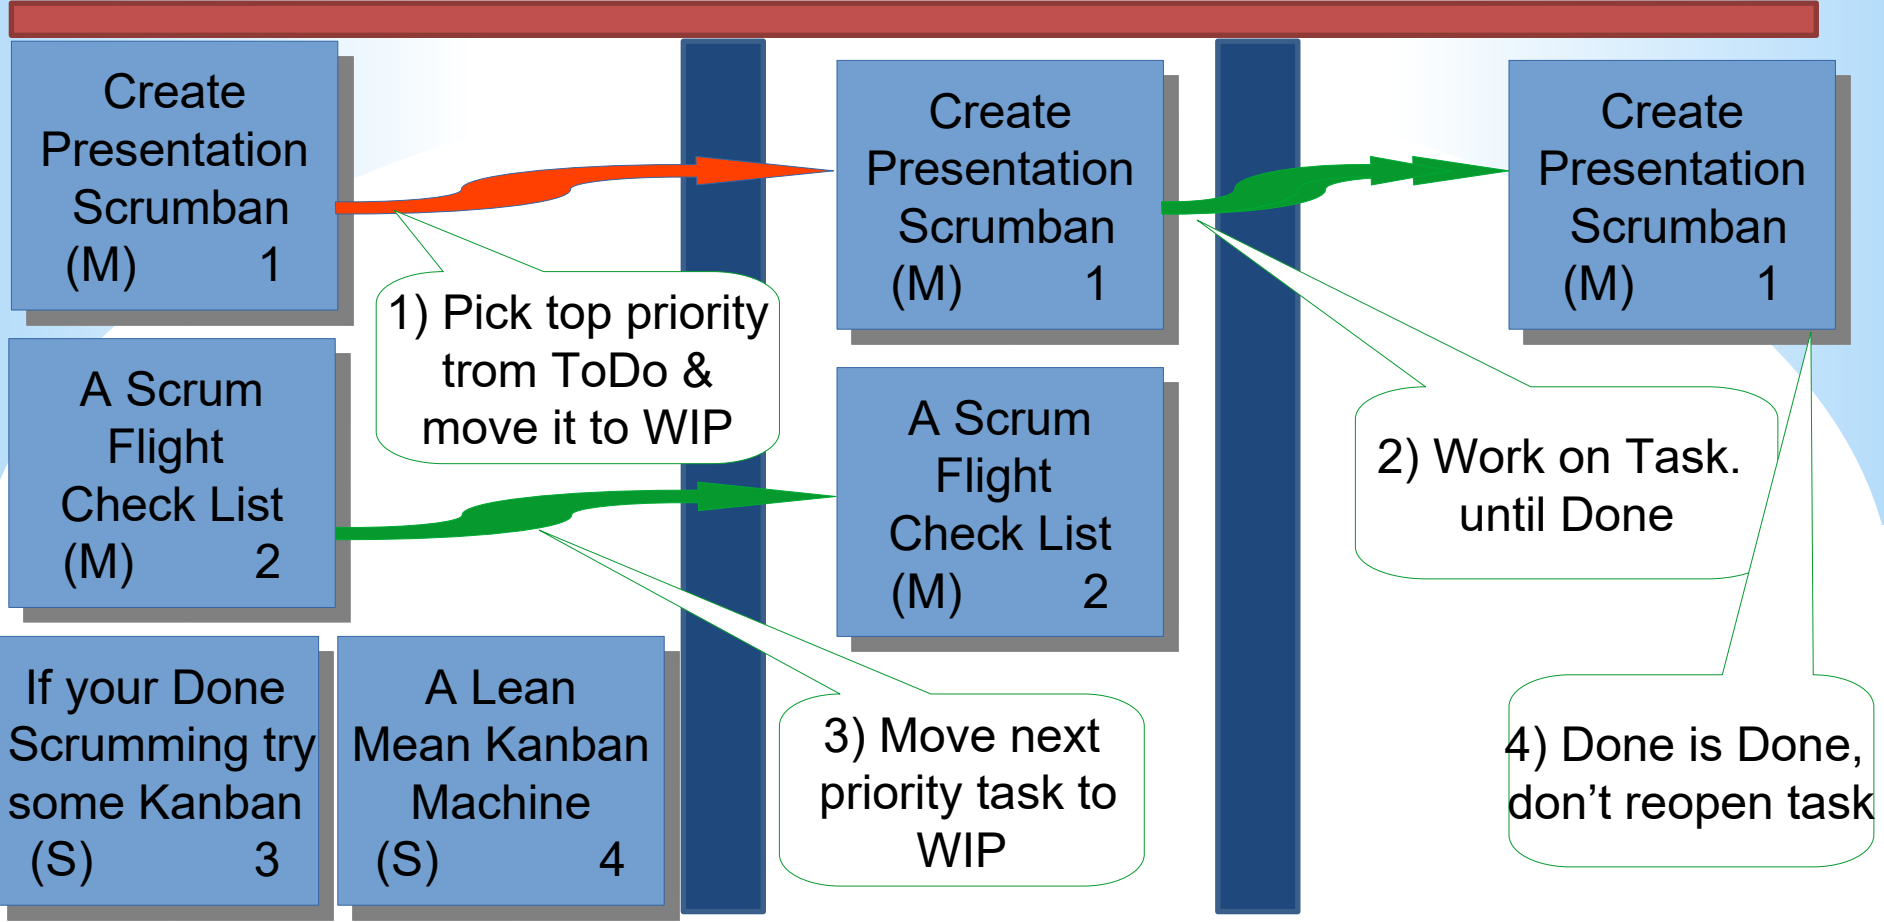 Create
Presentation
Scrumban
(M) 1
A Scrum
Flight
Check List
(M) 2
If your Done
Scrumming try
some Kanban
(S) 3
A Lean
Mean Kanban
Machine
(S) 4
1) Pick top priority
trom ToDo &
move it to WIP
Create
Presentation
Scrumban
(M) 1
A Scrum
Flight
Check List
(M) 2
3) Move next
priority task to
WIP
Create
Presentation
Scrumban
(M) 1
2) Work on Task.
until Done
4) Done is Done,
don’t reopen task